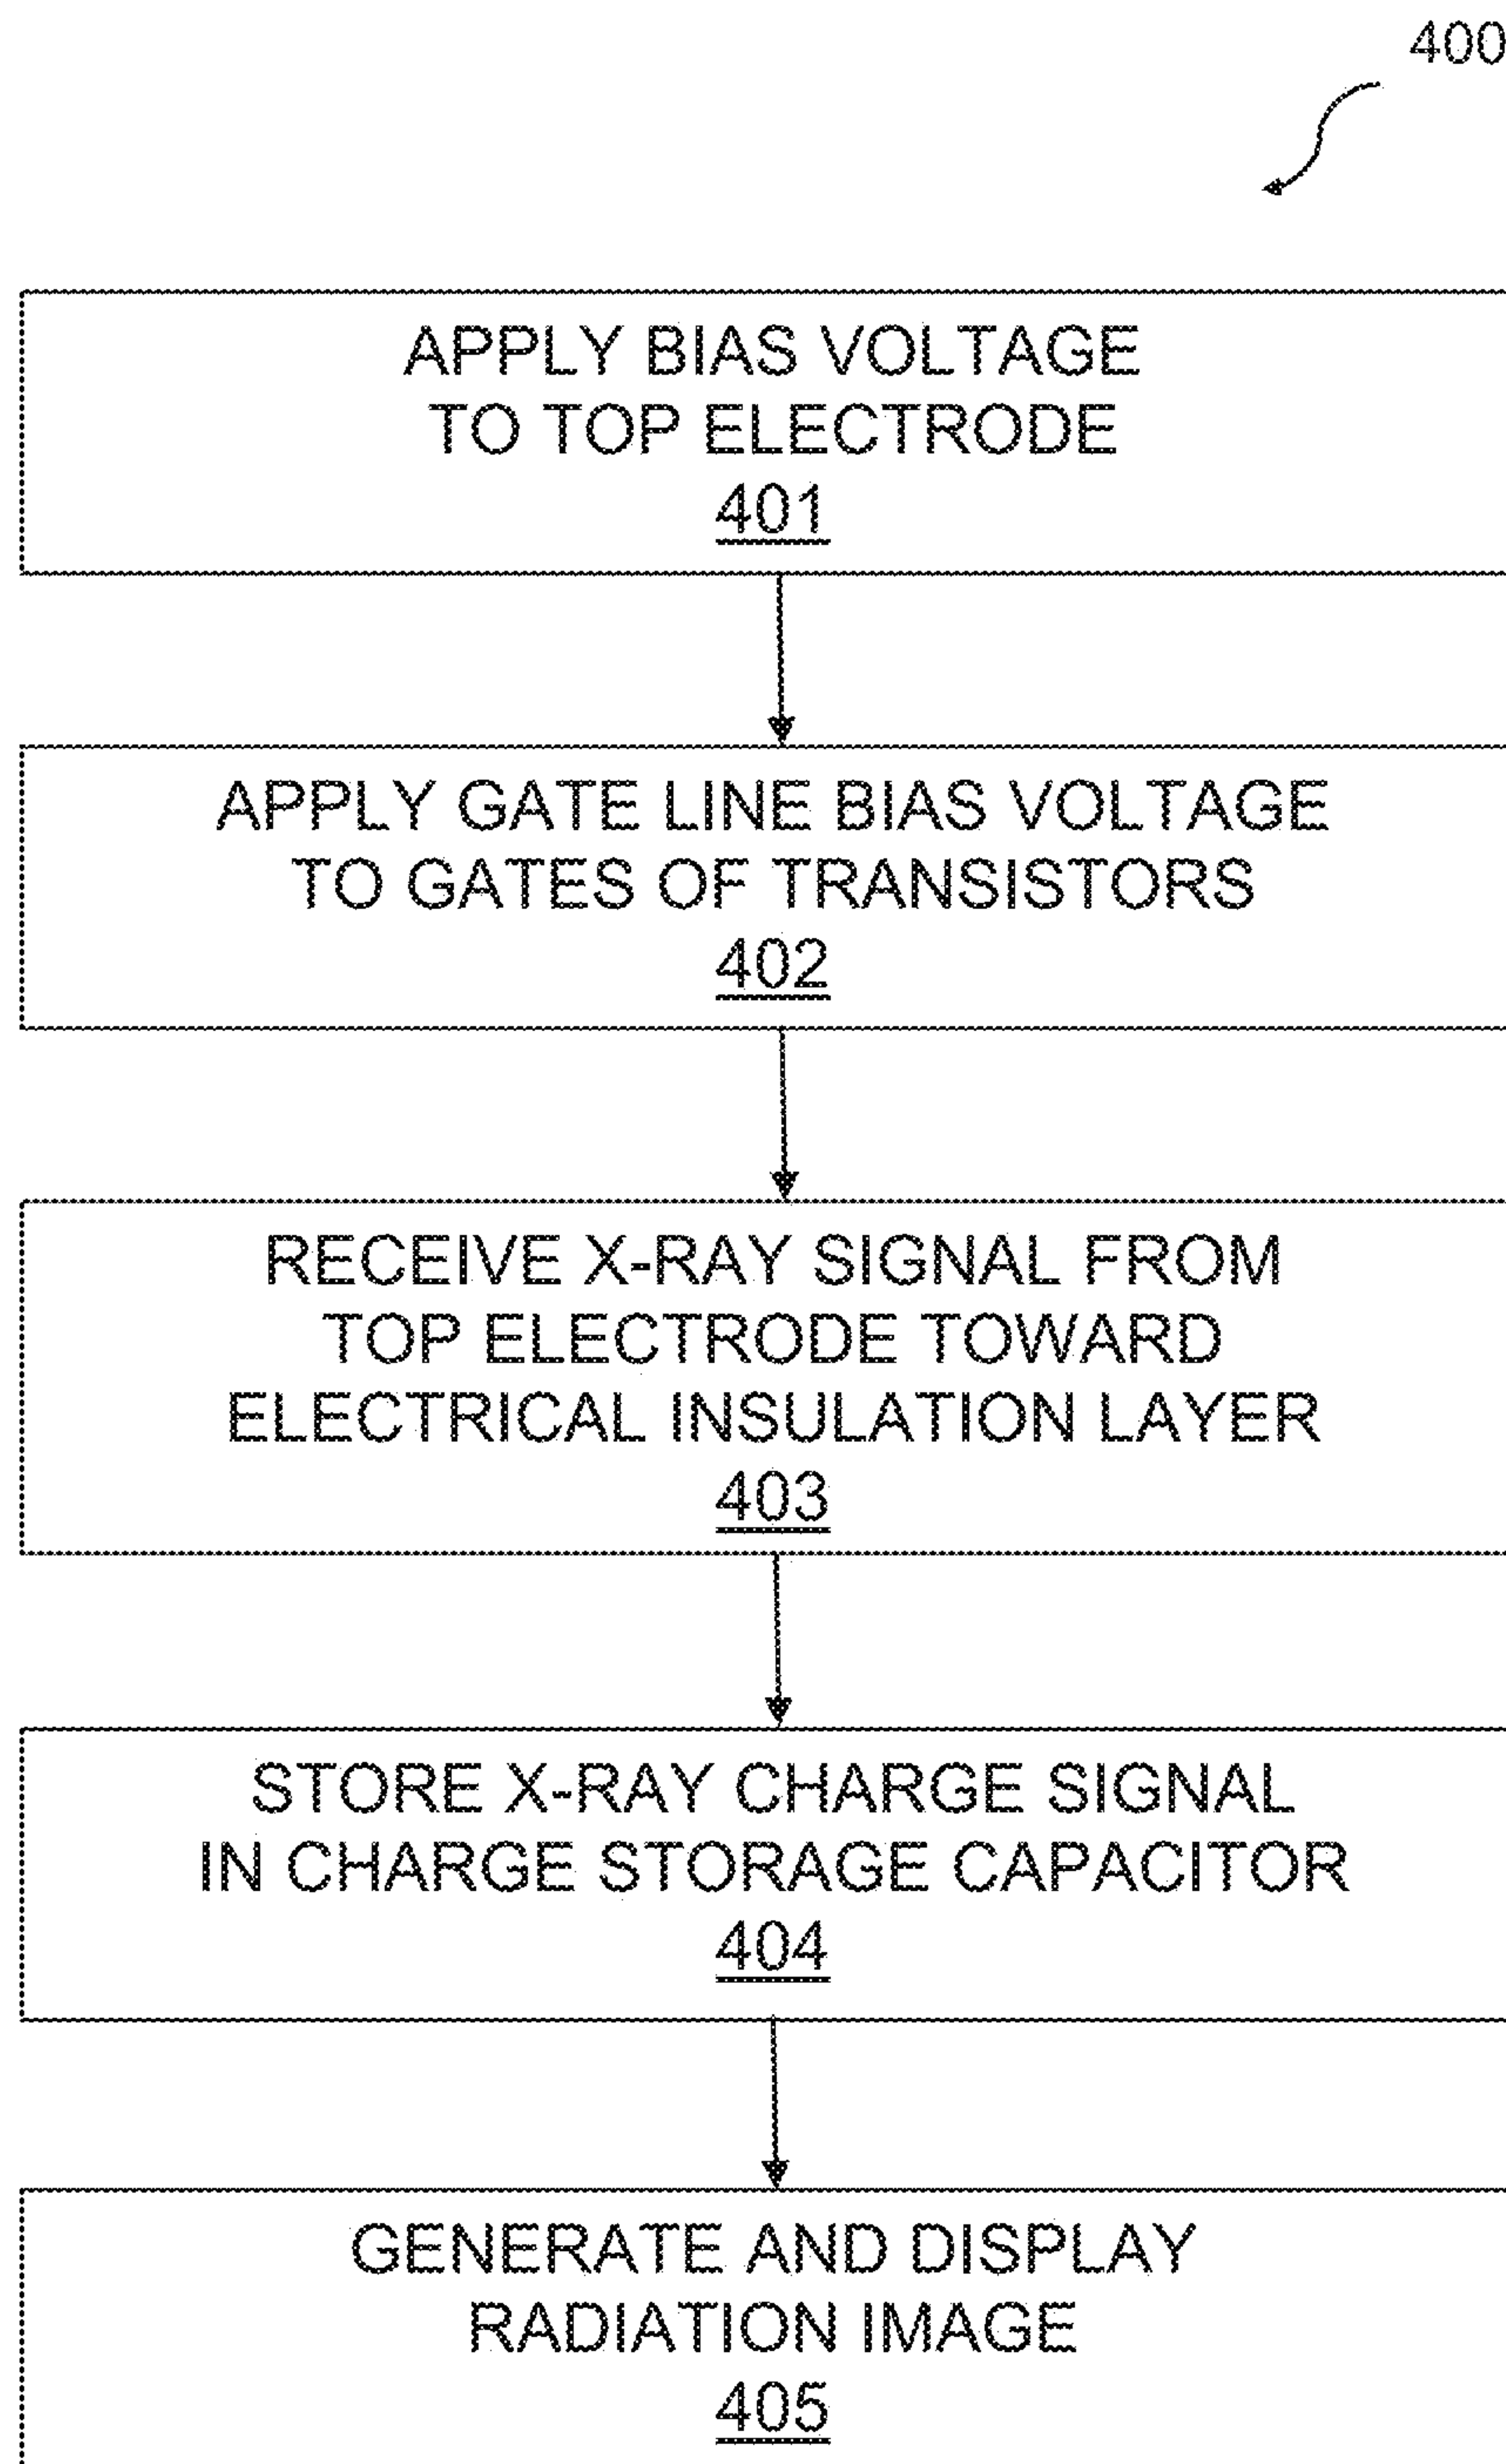 400
APPLY BIAS VOLTAGE
TO TOP ELECTRODE
401
APPLY GATE LINE BIAS VOLTAGE
TO GATES OF TRANSISTORS
402
RECEIVE X-RAY SIGNAL FROM
TOP ELECTRODE TOWARD
ELECTRICAL INSULATION LAYER
403
STORE X-RAY CHARGE SIGNAL
IN CHARGE STORAGE CAPACITOR
404
GENERATE AND DISPLAY
RADIATION IMAGE
405